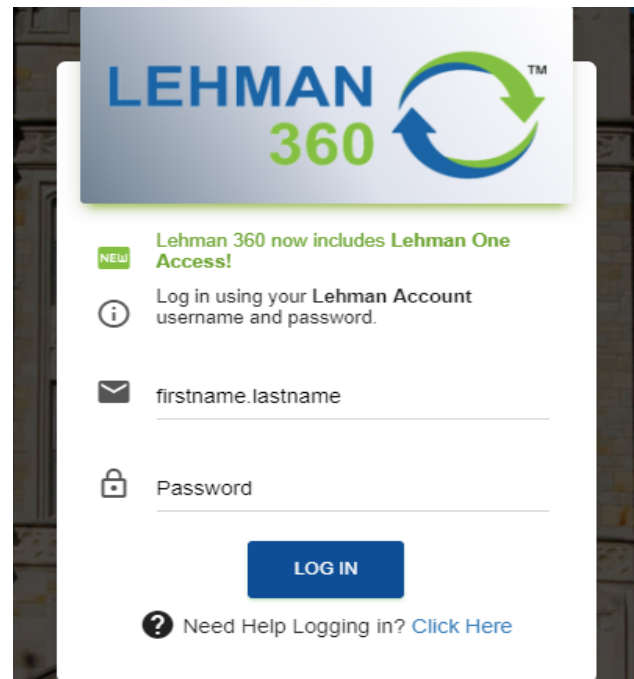 LEHMAN
360
TM
NEW
Lehman 360 now includes Lehman One
Access!
Log in using your Lehman Account
username and password.
firstname.lastname
Password
LOG IN
Need Help Logging in? Click Here